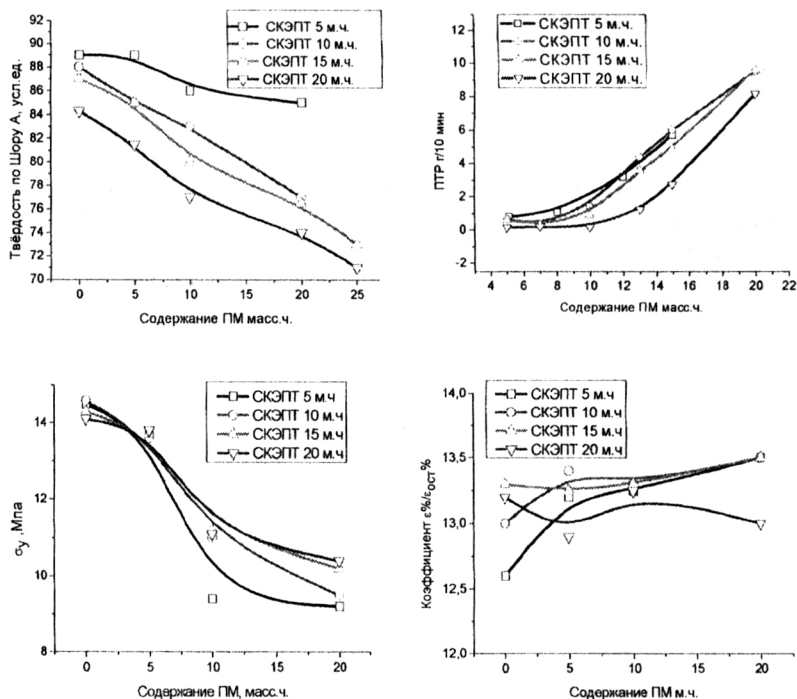 Твёрдость по Шору А, усл.ед.
92
90
88
86
84
82
80
78
76
74
72
70
0 5 10 15 20 25
Содержание ПМ масс.ч.
СКЭПТ 5 м.ч.
СКЭПТ 10 м.ч.
СКЭПТ 15 м.ч.
СКЭПТ 20 м.ч.
ПТР г/10 мин
12
10
8
6
4
2
0
-2
4 6 8 10 12 14 16 18 20 22
Содержание ПМ масс.ч.
СКЭПТ 5 м.ч.
СКЭПТ 10 м.ч.
СКЭПТ 15 м.ч.
СКЭПТ 20 м.ч.
σу ,Мпа
14
12
10
8
0 5 10 15 20
Содержание ПМ, масс.ч.
СКЭПТ 5 м.ч
СКЭПТ 10 м.ч
СКЭПТ 15 м.ч
СКЭПТ 20 м.ч
Коэффициент ε%/εост%
14,0
13,5
13,0
12,5
12,0
0 5 10 15 20
Содержание ПМ м.ч.
СКЭПТ 5 м.ч
СКЭПТ 10 м.ч
СКЭПТ 15 м.ч
СКЭПТ 20 м.ч